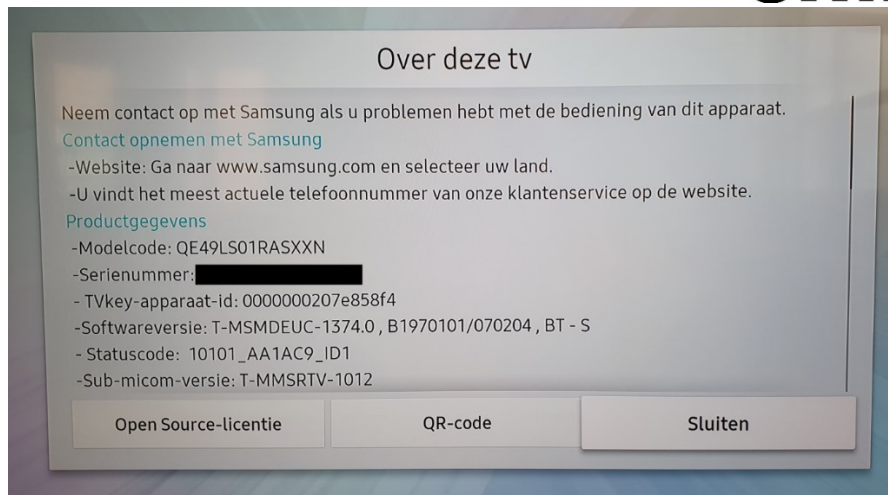 Over deze tv
Neem contact op met Samsung als u problemen hebt met de bediening van dit apparaat.
Contact opnemen met Samsung
-Website: Ga naar www.samsung.com en selecteer uw land.
-U vindt het meest actuele telefoonnummer van onze klantenservice op de website.
Productgegevens
-Modelcode: QE49LS01RASXXN
-Serienummer:
- TVkey-apparaat-id: 0000000207e858f4
-Softwareversie: T-MSMDEUC-1374.0 , B1970101/070204 , BT - S
- Statuscode: 10101_AA1AC9_ID1
-Sub-micom-versie: T-MMSRTV-1012
Open Source-licentie
QR-code
Sluiten